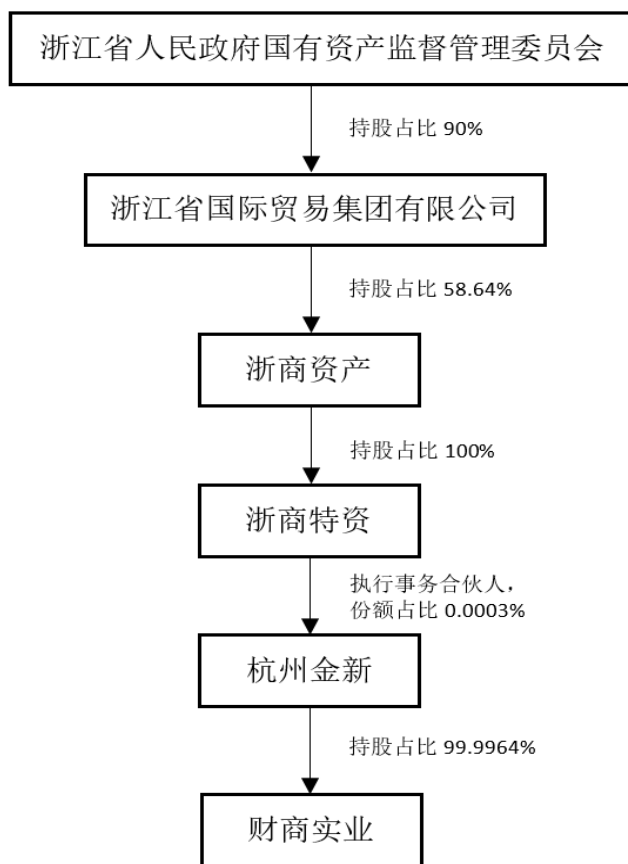 浙江省人民政府国有资产监督管理委员会
持股占比 90%
浙江省国际贸易集团有限公司
持股占比 58.64%
浙商资产
持股占比 100%
浙商特资
执行事务合伙人，
份额占比 0.0003%
杭州金新
持股占比 99.9964%
财商实业